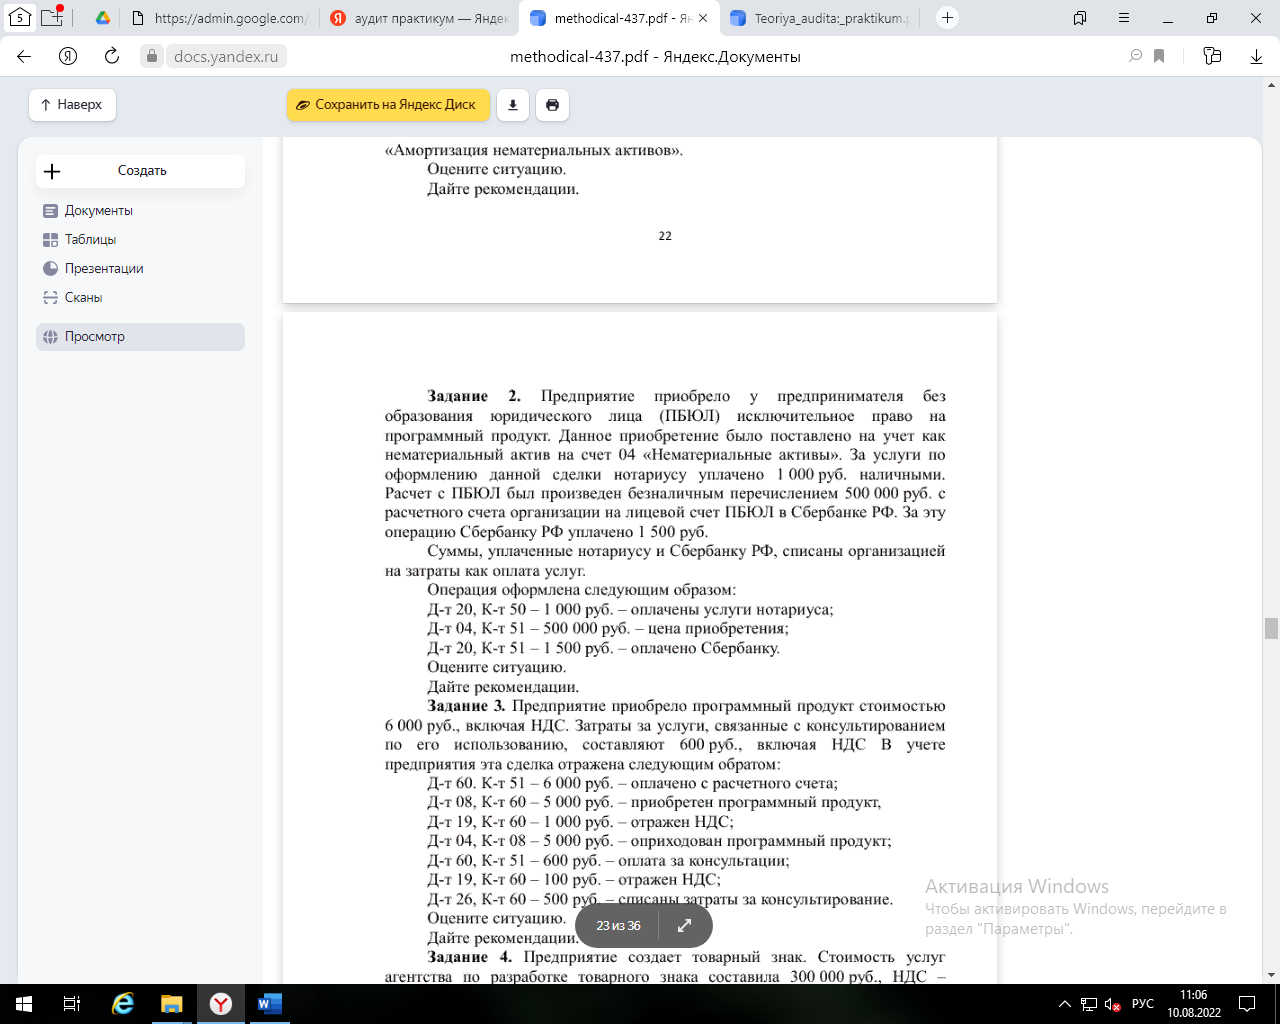 5
https://admin.google.com/
аудит практикум — Яндек
methodical-437.pdf - Ян
Teoriya_audita:_praktikum.p
docs.yandex.ru
methodical-437.pdf - Яндекс.Документы
Наверх
Сохранить на Яндекс Диск
Создать
Документы
Таблицы
Презентации
Сканы
Просмотр
«Амортизация нематериальных активов».
Оцените ситуацию.
Дайте рекомендации.
22
Задание 2. Предприятие приобрело у предпринимателя без
образования юридического лица (ПБЮЛ) исключительное право на
программный продукт. Данное приобретение было поставлено на учет как
нематериальный актив на счет 04 «Нематериальные активы». За услуги по
оформлению данной сделки нотариусу уплачено 1 000 руб. наличными.
Расчет с ПБЮЛ был произведен безналичным перечислением 500 000 руб. с
расчетного счета организации на лицевой счет ПБЮЛ в Сбербанке РФ. За эту
операцию Сбербанку РФ уплачено 1 500 руб.
Суммы, уплаченные нотариусу и Сбербанку РФ, списаны организацией
на затраты как оплата услуг.
Операция оформлена следующим образом:
Д-т 20, К-т 50 – 1 000 руб. – оплачены услуги нотариуса;
Д-т 04, К-т 51 – 500 000 руб. – цена приобретения;
Д-т 20, К-т 51 – 1 500 руб. – оплачено Сбербанку.
Оцените ситуацию.
Дайте рекомендации.
Задание 3. Предприятие приобрело программный продукт стоимостью
6 000 руб., включая НДС. Затраты за услуги, связанные с консультированием
по его использованию, составляют 600 руб., включая НДС В учете
предприятия эта сделка отражена следующим обратом:
Д-т 60. К-т 51 – 6 000 руб. – оплачено с расчетного счета;
Д-т 08, К-т 60 – 5 000 руб. – приобретен программный продукт,
Д-т 19, К-т 60 – 1 000 руб. – отражен НДС;
Д-т 04, К-т 08 – 5 000 руб. – оприходован программный продукт;
Д-т 60, К-т 51 – 600 руб. – оплата за консультации;
Д-т 19, К-т 60 – 100 руб. – отражен НДС;
Д-т 26, К-т 60 – 500 руб. – списаны затраты за консультирование.
Оцените ситуацию.
Дайте рекомендации.
Задание 4. Предприятие создает товарный знак. Стоимость услуг
агентства по разработке товарного знака составила 300 000 руб., НДС –
23 из 36
Активация Windows
Чтобы активировать Windows, перейдите в
раздел "Параметры".
РУС
11:06
10.08.2022